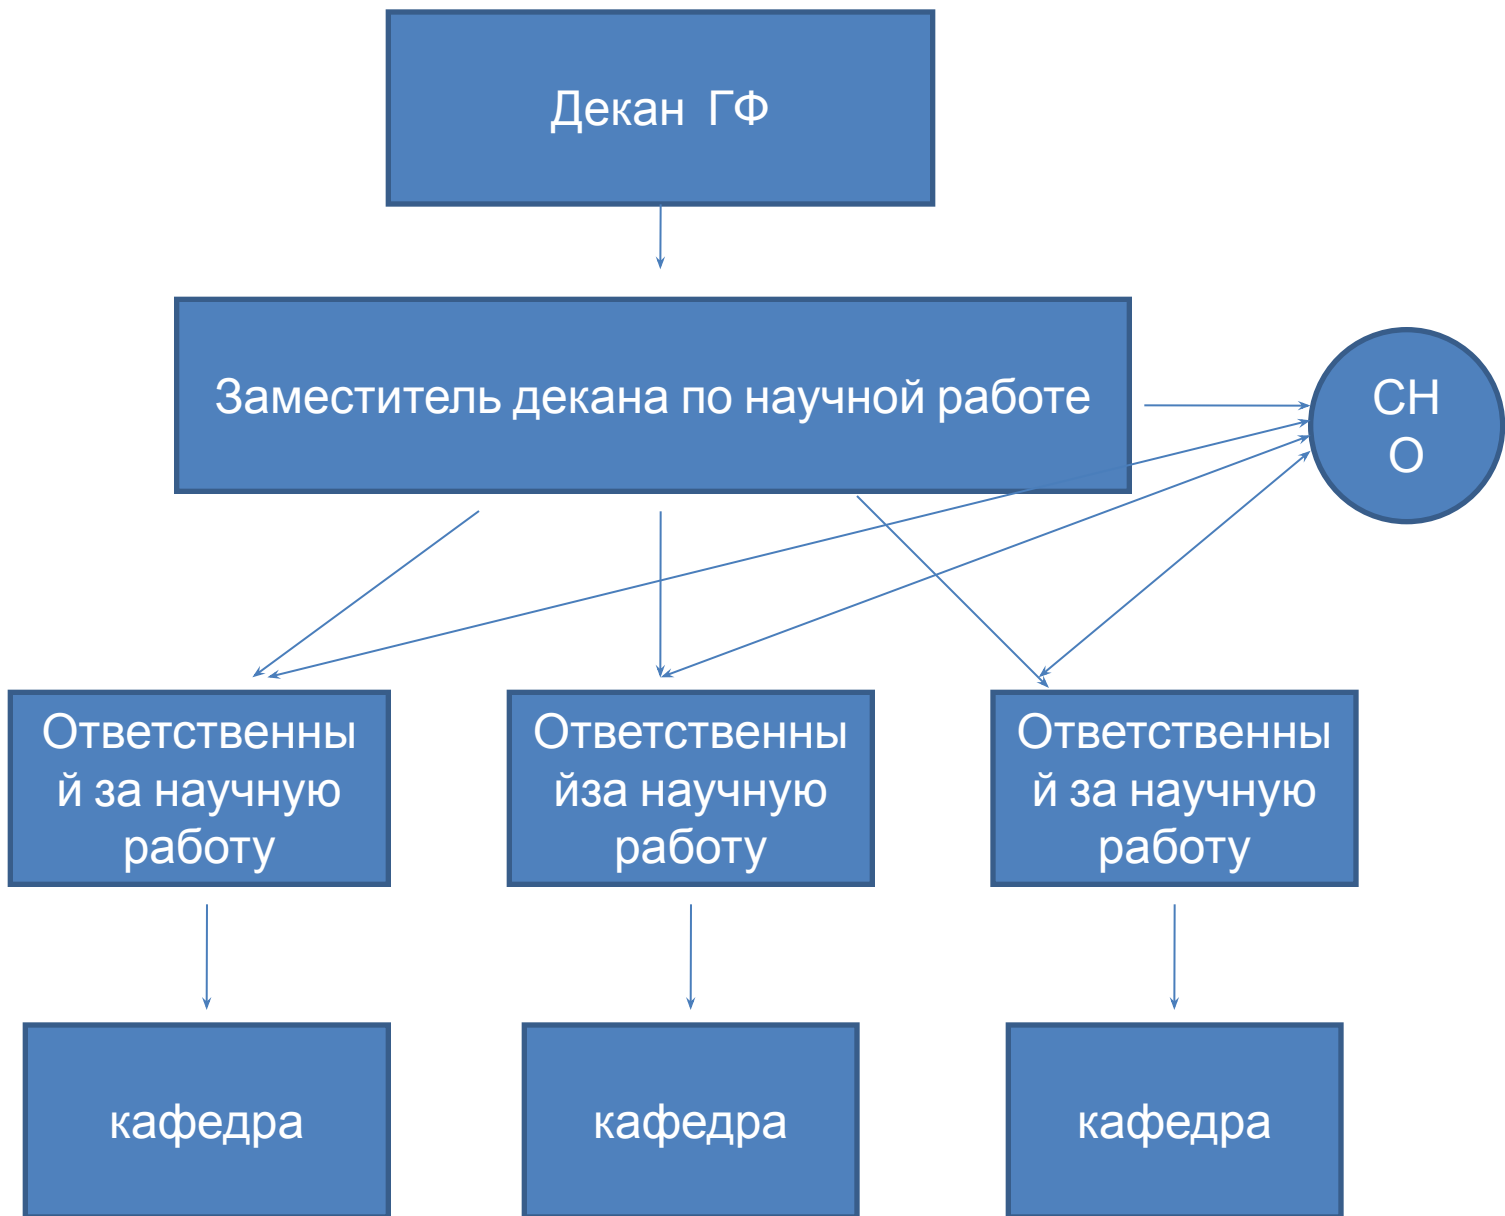 Декан ГФ
Заместитель декана по научной работе
СН
О
Ответственны
й за научную
работу
Ответственны
йза научную
работу
Ответственны
й за научную
работу
кафедра
кафедра
кафедра